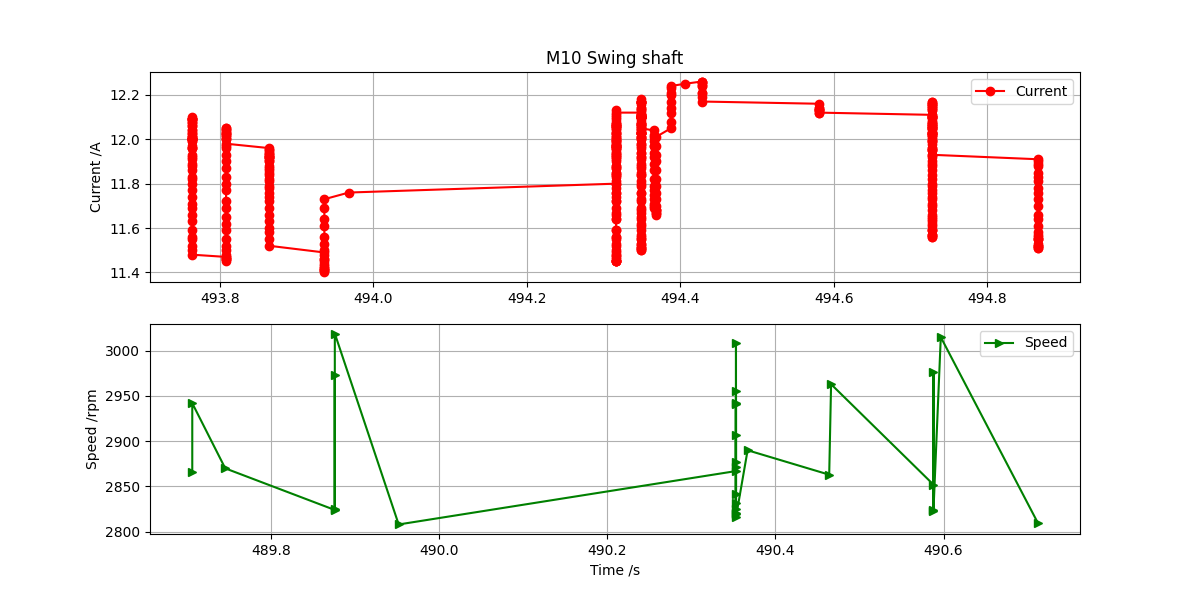 M10 Swing shaft
Current /A
12.2
12.0
11.8
11.6
11.4
Current
493.8 494.0 494.2 494.4 494.6 494.8
Speed /rpm
3000
2950
2900
2850
2800
Speed
489.8 490.0 490.2 490.4 490.6
Time /s